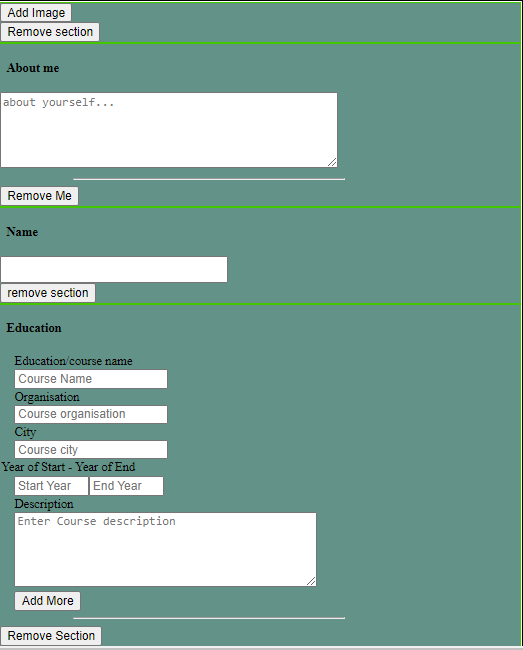 Add Image
Remove section
About me
about yourself...
Remove Me
Name
remove section
Education
Education/course name
Course Name
Organisation
Course organisation
City
Course city
Year of Start - Year of End
Start Year End Year
Description
Enter Course description
Add More
Remove Section